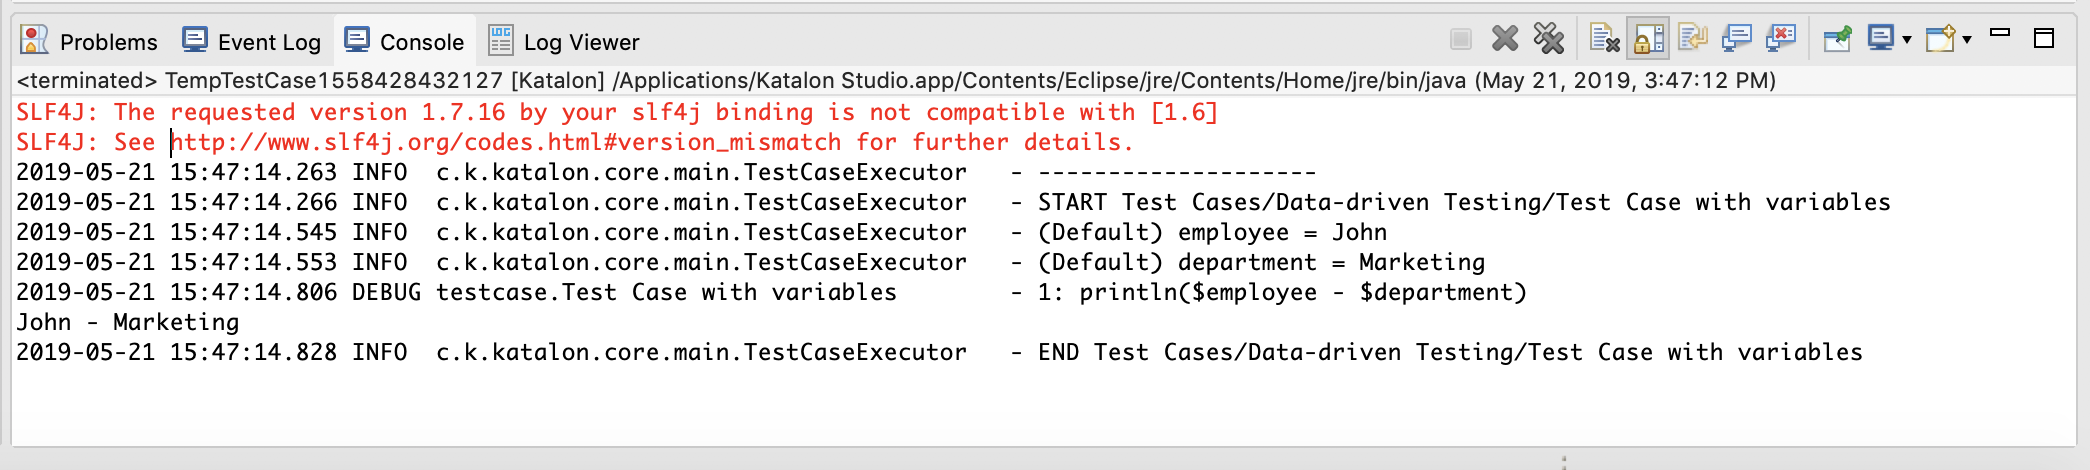 Problems Event Log Console LOG Log Viewer
<terminated> TempTestCase1558428432127 [Katalon] /Applications/Katalon Studio.app/Contents/Eclipse/jre/Contents/Home/jre/bin/java (May 21, 2019, 3:47:12 PM)
SLF4J: The requested version 1.7.16 by your slf4j binding is not compatible with [1.6]
SLF4J: See http://www.slf4j.org/codes.html#version_mismatch for further details.
2019-05-21 15:47:14.263 INFO  c.k.katalon.core.main.TestCaseExecutor   - --------------------
2019-05-21 15:47:14.266 INFO  c.k.katalon.core.main.TestCaseExecutor   - START Test Cases/Data-driven Testing/Test Case with variables
2019-05-21 15:47:14.545 INFO  c.k.katalon.core.main.TestCaseExecutor   - (Default) employee = John
2019-05-21 15:47:14.553 INFO  c.k.katalon.core.main.TestCaseExecutor   - (Default) department = Marketing
2019-05-21 15:47:14.806 DEBUG testcase.Test Case with variables        - 1: println($employee - $department)
John - Marketing
2019-05-21 15:47:14.828 INFO  c.k.katalon.core.main.TestCaseExecutor   - END Test Cases/Data-driven Testing/Test Case with variables